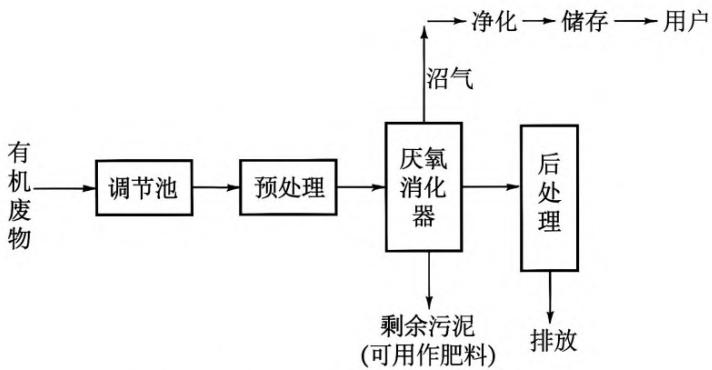 净化
储存
用户
沼气
有机废物
调节池
预处理
厌氧
消化
器
后处理
剩余污泥
(可用作肥料)
排放